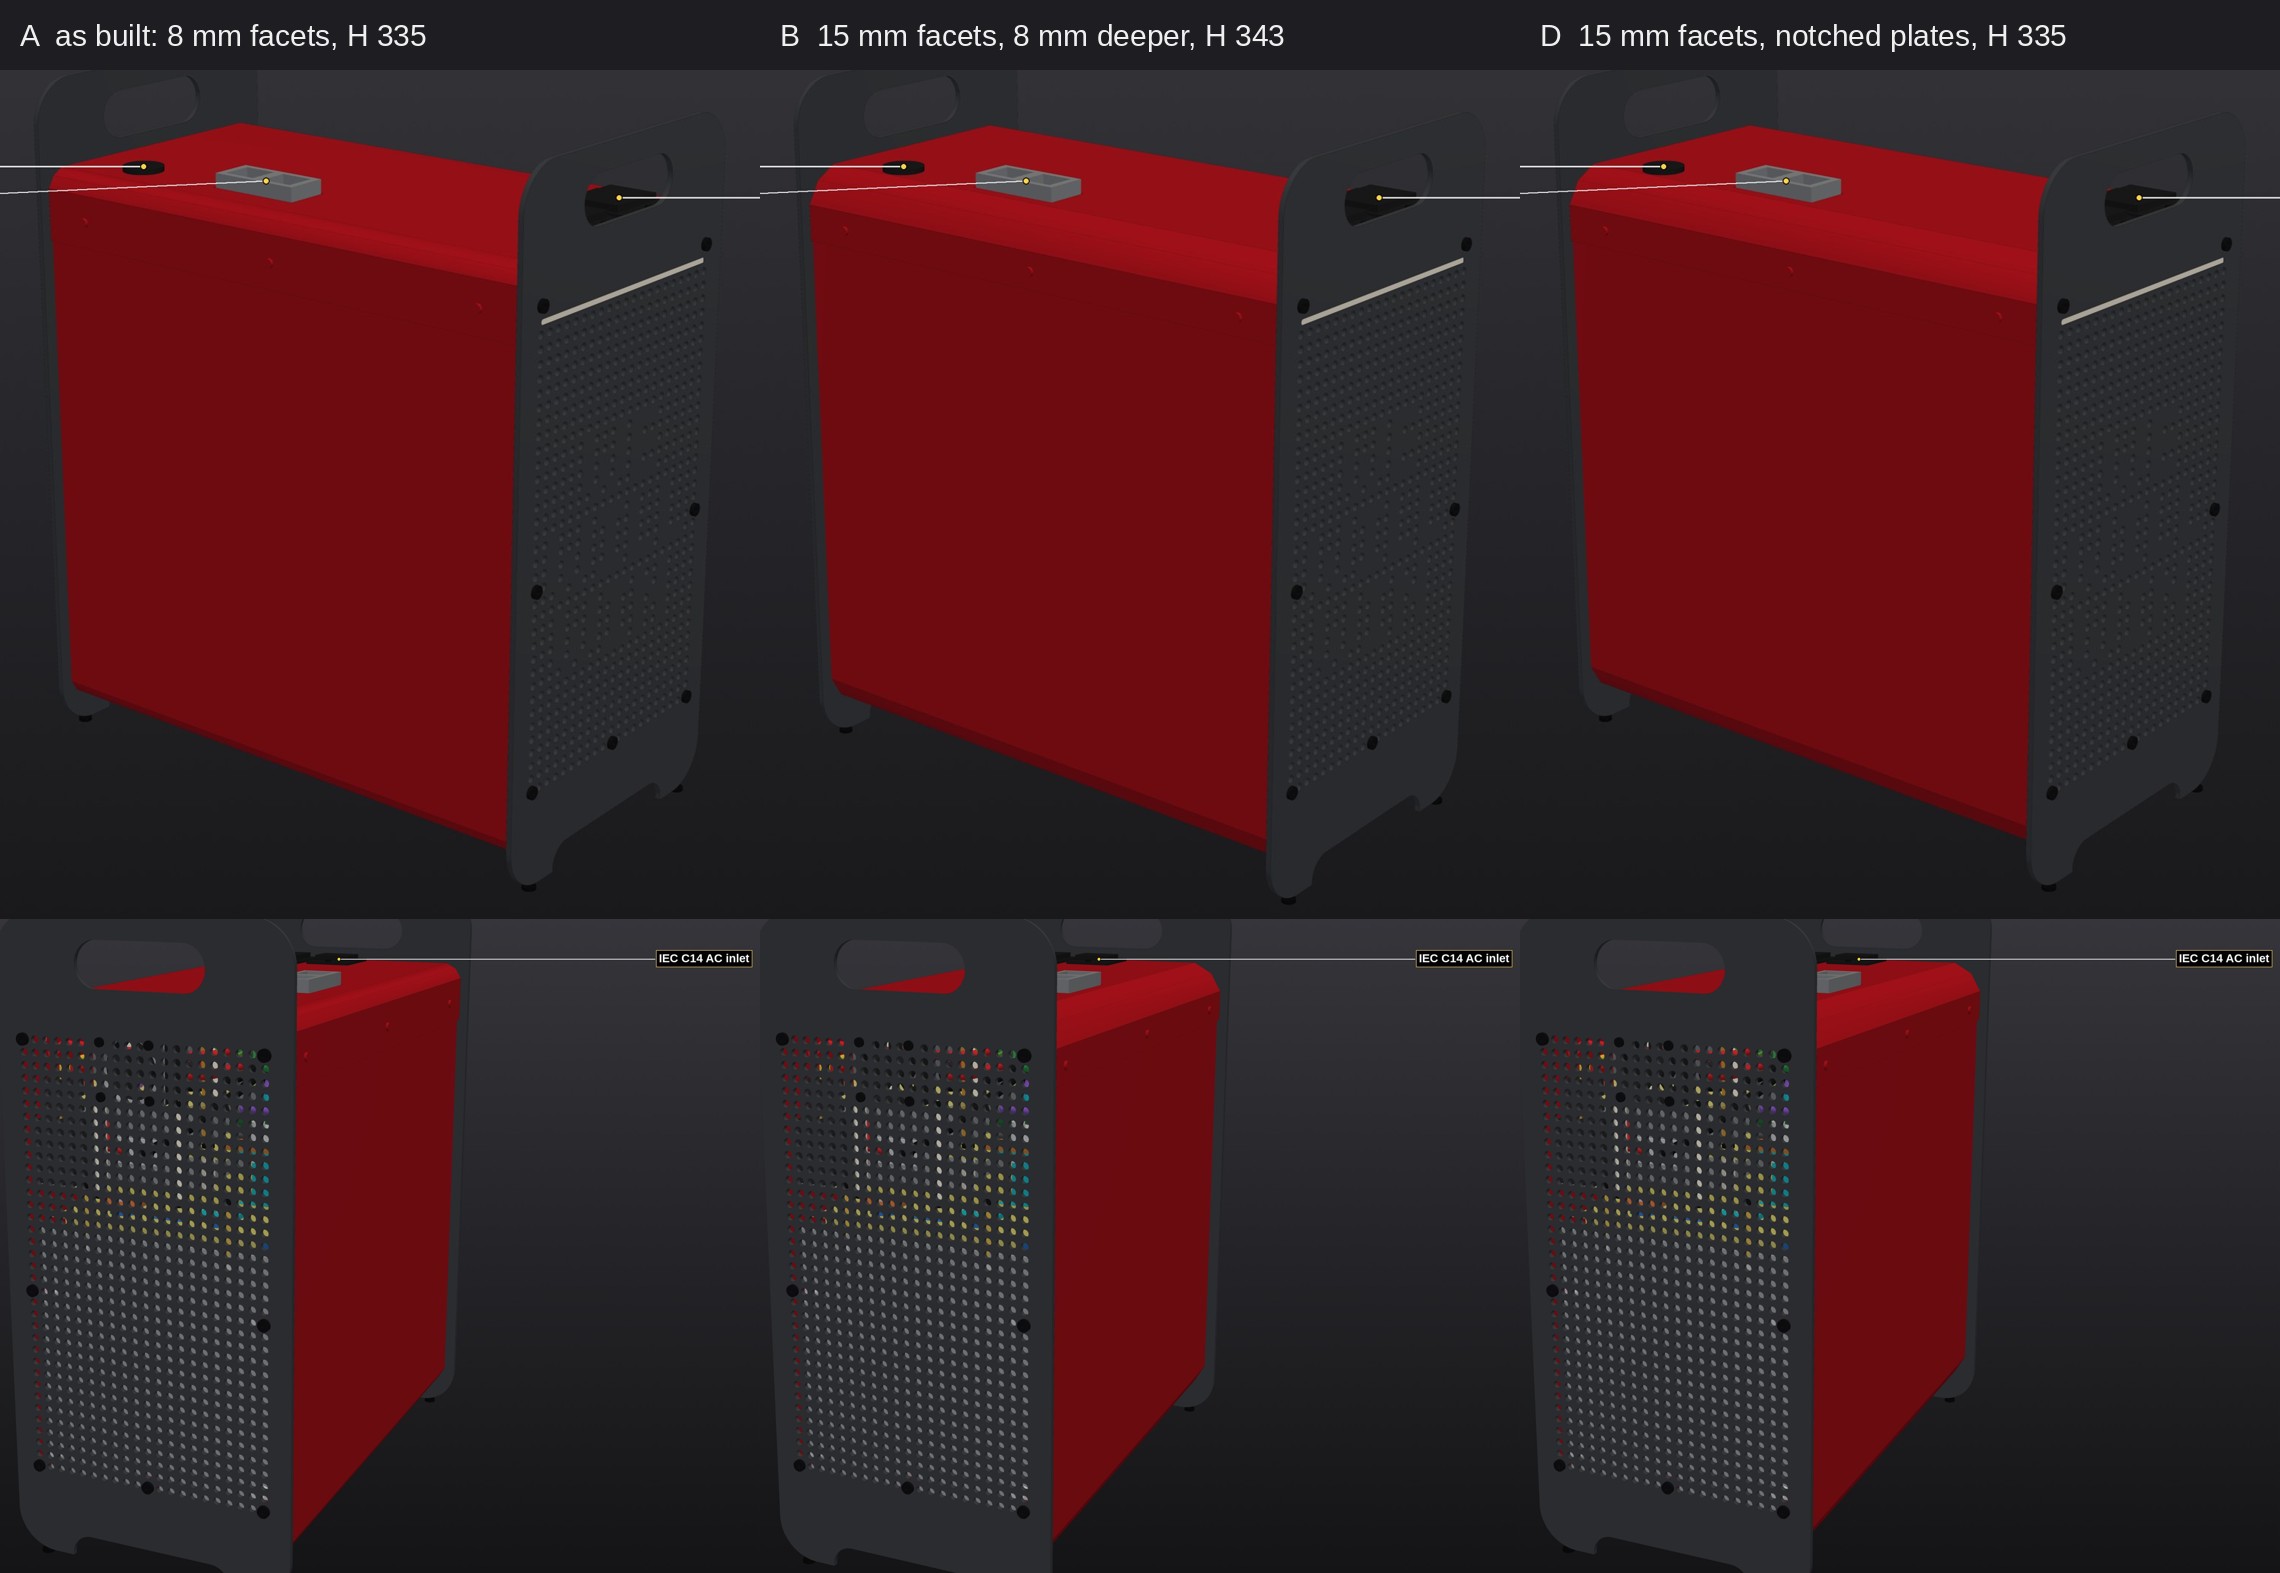 A as built: 8 mm facets, H 335
B 15 mm facets, 8 mm deeper, H 343
D 15 mm facets, notched plates, H 335
IEC C14 AC inlet
IEC C14 AC inlet
IEC C14 AC inlet